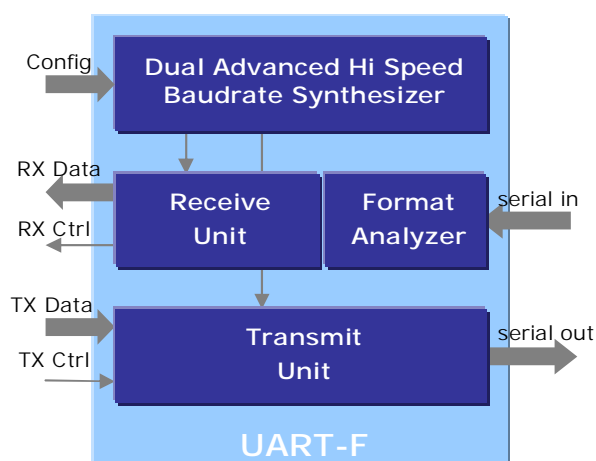 Config
Dual Advanced Hi Speed
Baudrate Synthesizer
RX Data
RX Ctrl
Receive
Unit
Format
Analyzer
serial in
TX Data
TX Ctrl
Transmit
Unit
serial out
UART-F